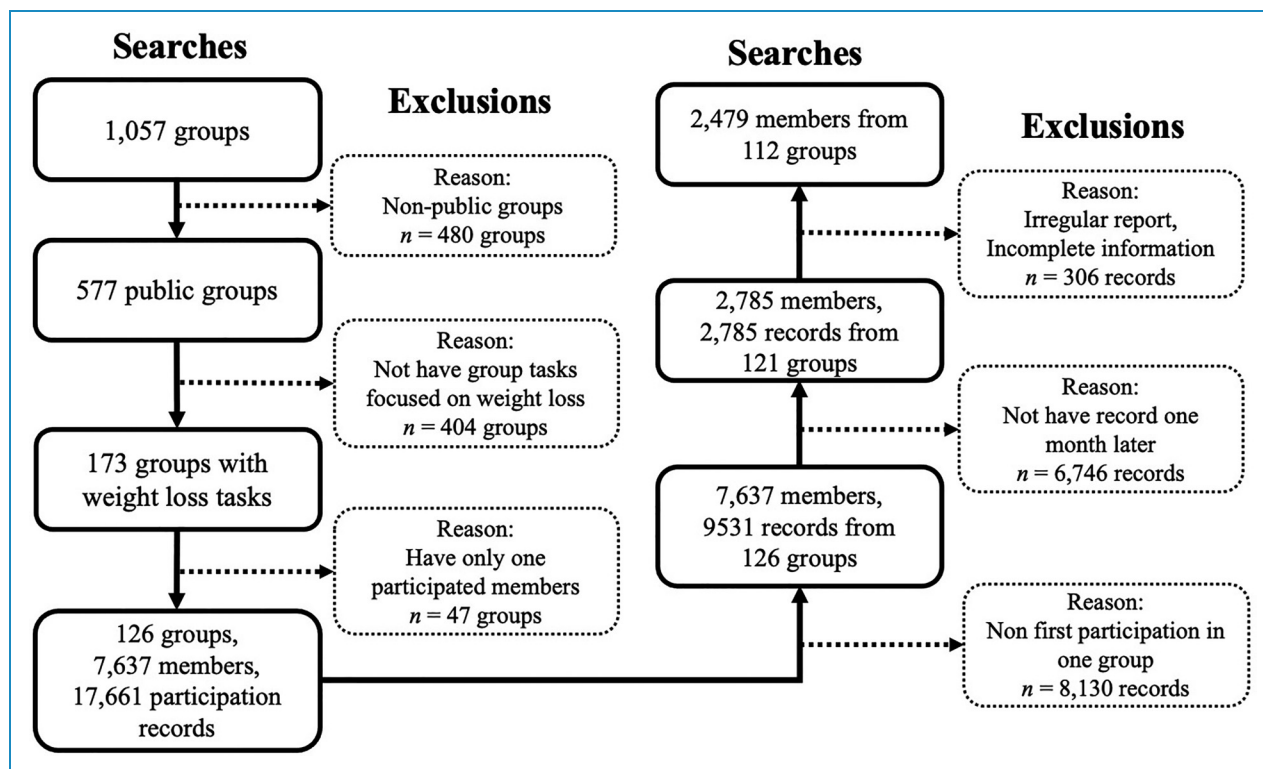 Searches
1,057 groups
Exclusions
Reason:
Non-public groups
n = 480 groups
577 public groups
Reason:
Not have group tasks
focused on weight loss
n = 404 groups
173 groups with
weight loss tasks
Reason:
Have only one
participated members
n = 47 groups
126 groups,
7,637 members,
17,661 participation
records
Searches
2,479 members from
112 groups
Exclusions
Reason:
Irregular report,
Incomplete information
n = 306 records
2,785 members,
2,785 records from
121 groups
Reason:
Not have record one
month later
n = 6,746 records
7,637 members,
9531 records from
126 groups
Reason:
Non first participation in
one group
n = 8,130 records